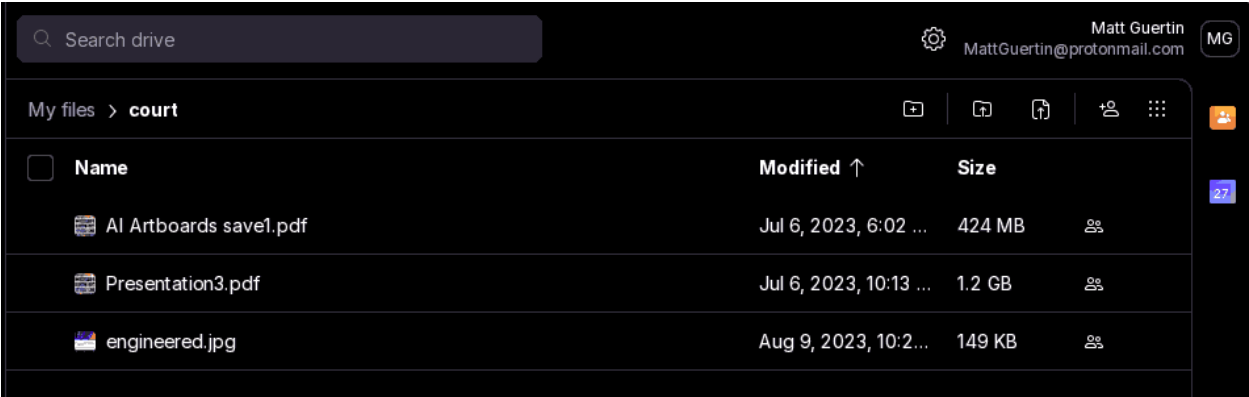 Search drive
Matt Guertin
MattGuertin@protonmail.com
MG
My files > court
Name Modified ↑ Size
AI Artboards save1.pdf Jul 6, 2023, 6:02 ... 424 MB
27
Presentation3.pdf Jul 6, 2023, 10:13 ... 1.2 GB
engineered.jpg Aug 9, 2023, 10:2... 149 KB